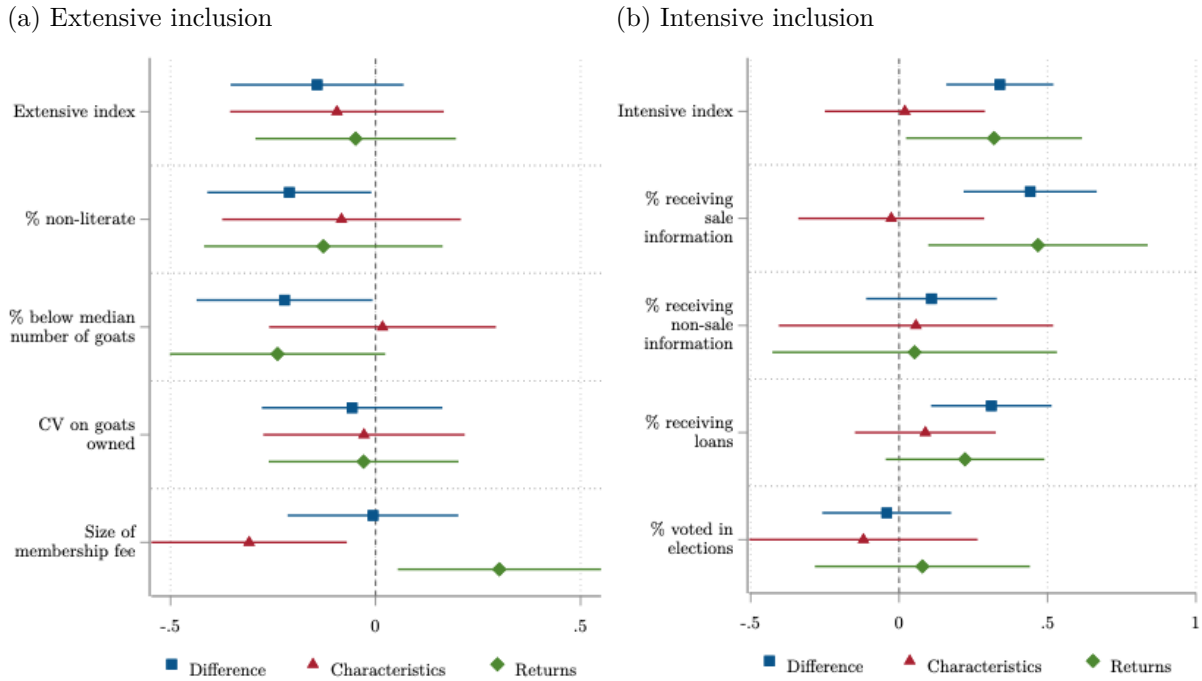 (a) Extensive inclusion
Extensive index
% non-literate
% below median
number of goats
CV on goats
owned
Size of
membership fee
-.5 0 .5
Difference Characteristics Returns
(b) Intensive inclusion
Intensive index
% receiving
sale
information
% receiving
non-sale
information
% receiving
loans
% voted in
elections
-.5 0 .5 1
Difference Characteristics Returns